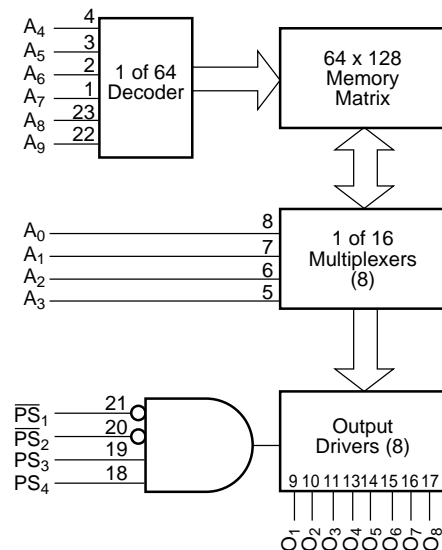 A4 4
A5 3
A6 2
A7 1
A8 23
A9 22
1 of 64
Decoder
64 x 128
Memory
Matrix
A0 8
A1 7
A2 6
A3 5
1 of 16
Multiplexers
(8)
P̅S̅1 21
P̅S̅2 20
PS3 19
PS4 18
Output
Drivers (8)
9 10 11 13 14 15 16 17
O1 O2 O3 O4 O5 O6 O7 O8